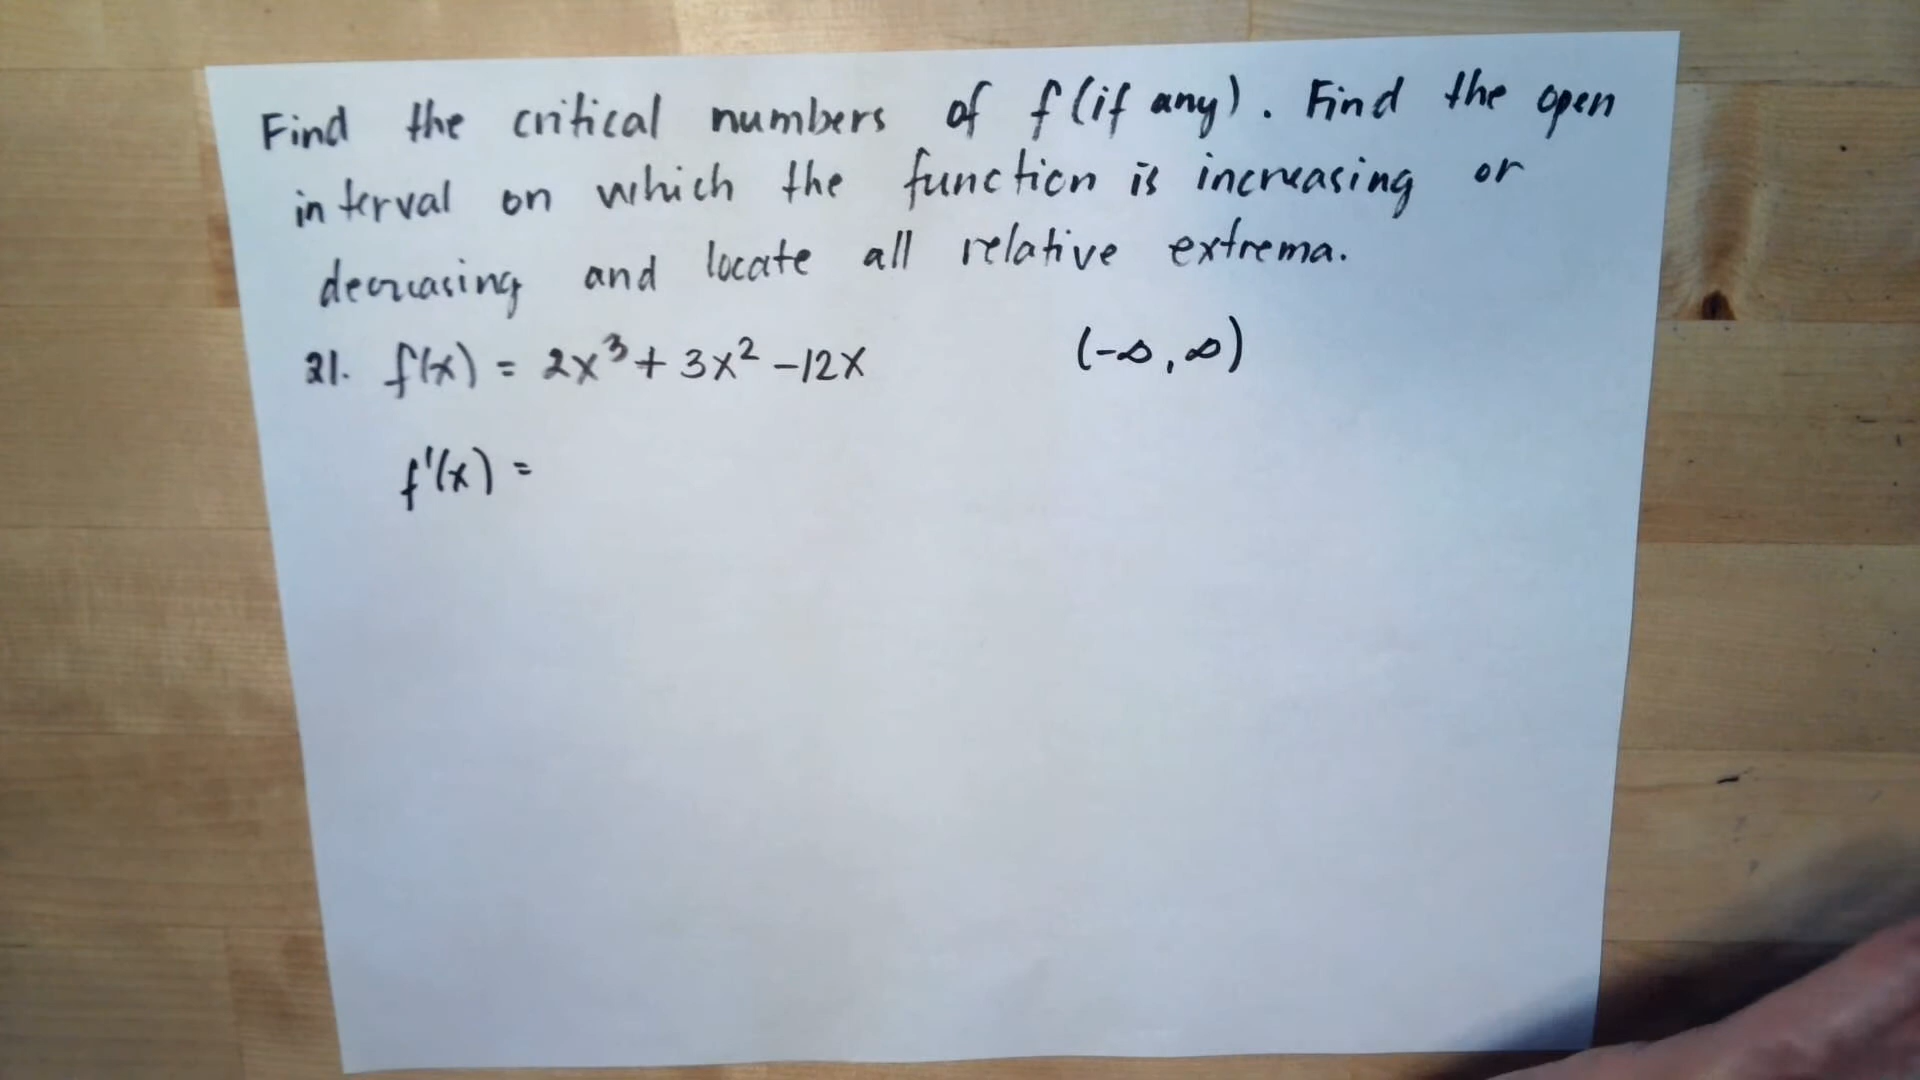 Find the critical numbers of f (if any). Find the open
interval on which the function is increasing or
decreasing and locate all relative extrema.
21. f(x) = 2x³ + 3x² - 12x (-∞, ∞)
f'(x) =